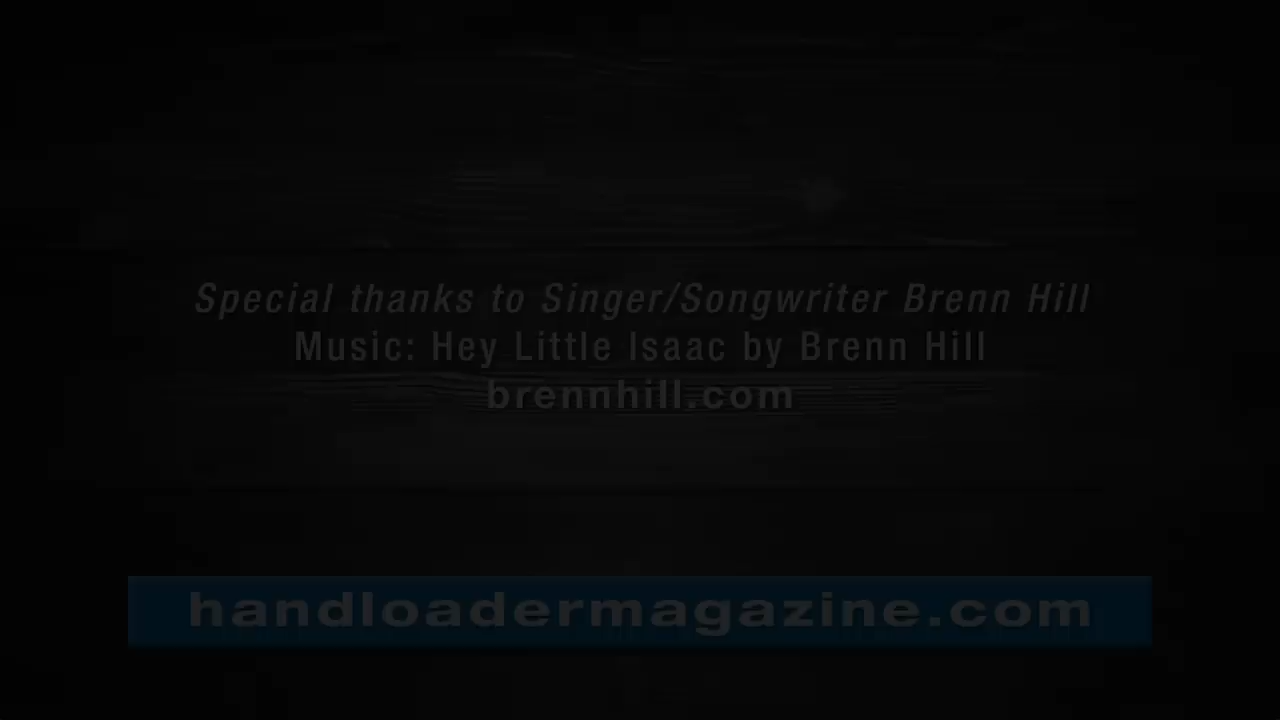 Special thanks to Singer/Songwriter Brenn Hill
Music: Hey Little Isaac by Brenn Hill
brennhill.com
handloadermagazine.com